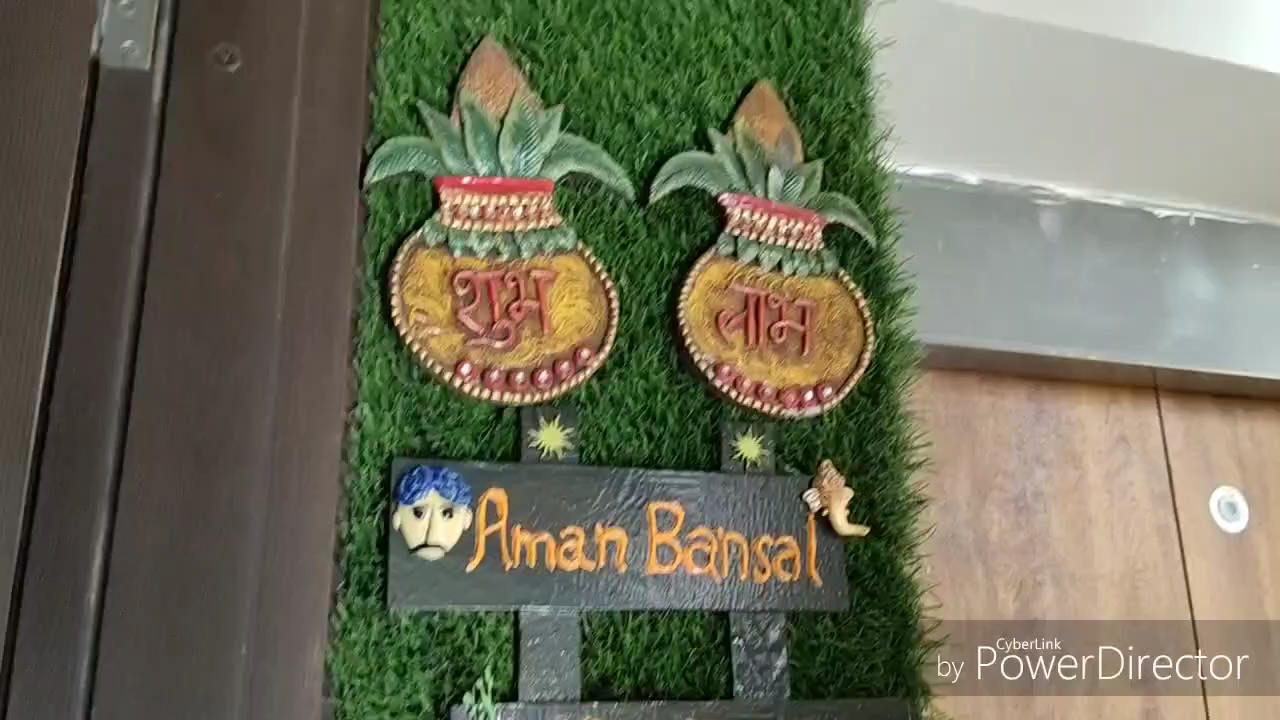 शुभ
लाभ
Aman Bansal
CyberLink
by PowerDirector